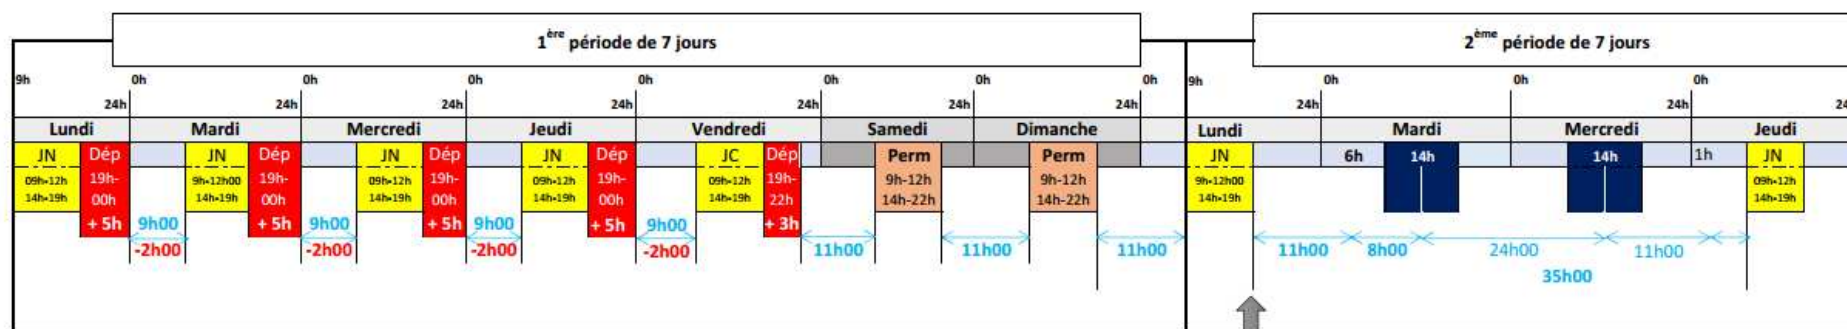 1ère période de 7 jours
2ème période de 7 jours
9h 0h 0h 0h 0h 0h 0h 9h 0h 0h 0h
24h 24h 24h 24h 24h 24h 24
Lundi Mardi Mercredi Jeudi Vendredi Samedi Dimanche Lundi Mardi Mercredi Jeudi
JN Dép JN Dép JN Dép JN Dép JC Dép Perm Perm JN 6h 14h 14h 1h JN
09h-12h 19h- 9h-12h00 19h- 09h-12h 19h- 09h-12h 19h- 09h-12h 19h- 9h-12h 9h-12h 9h-12h00 09h-12h
14h-19h 00h 14h-19h 00h 14h-19h 00h 14h-19h 00h 14h-19h 22h 14h-22h 14h-22h 14h-19h 14h-19h
+ 5h 9h00 + 5h 9h00 + 5h 9h00 + 5h 9h00 + 3h
-2h00 -2h00 -2h00 -2h00 11h00 11h00 11h00 11h00 8h00 24h00 11h00
35h00